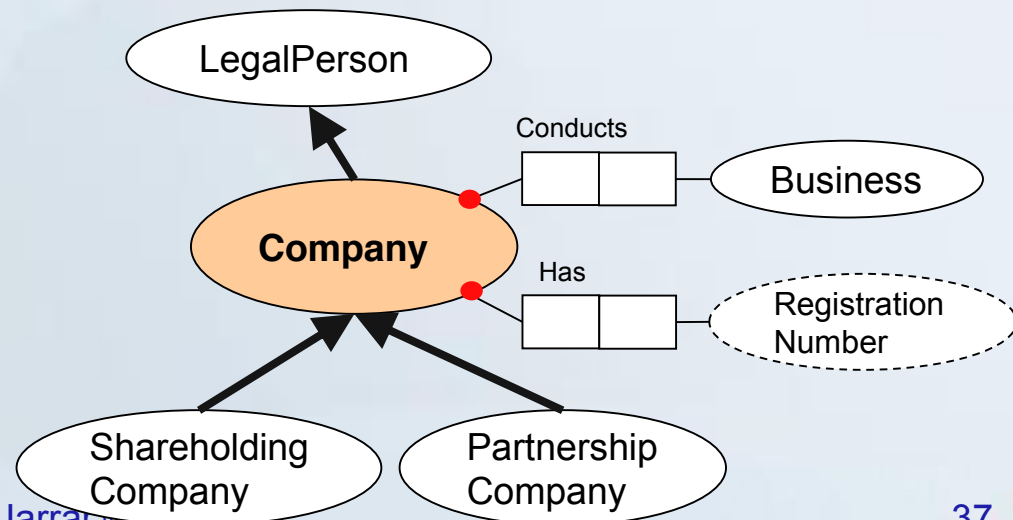 LegalPerson
Conducts
Business
Company
Has
Registration
Number
Shareholding
Company
Partnership
Company
37